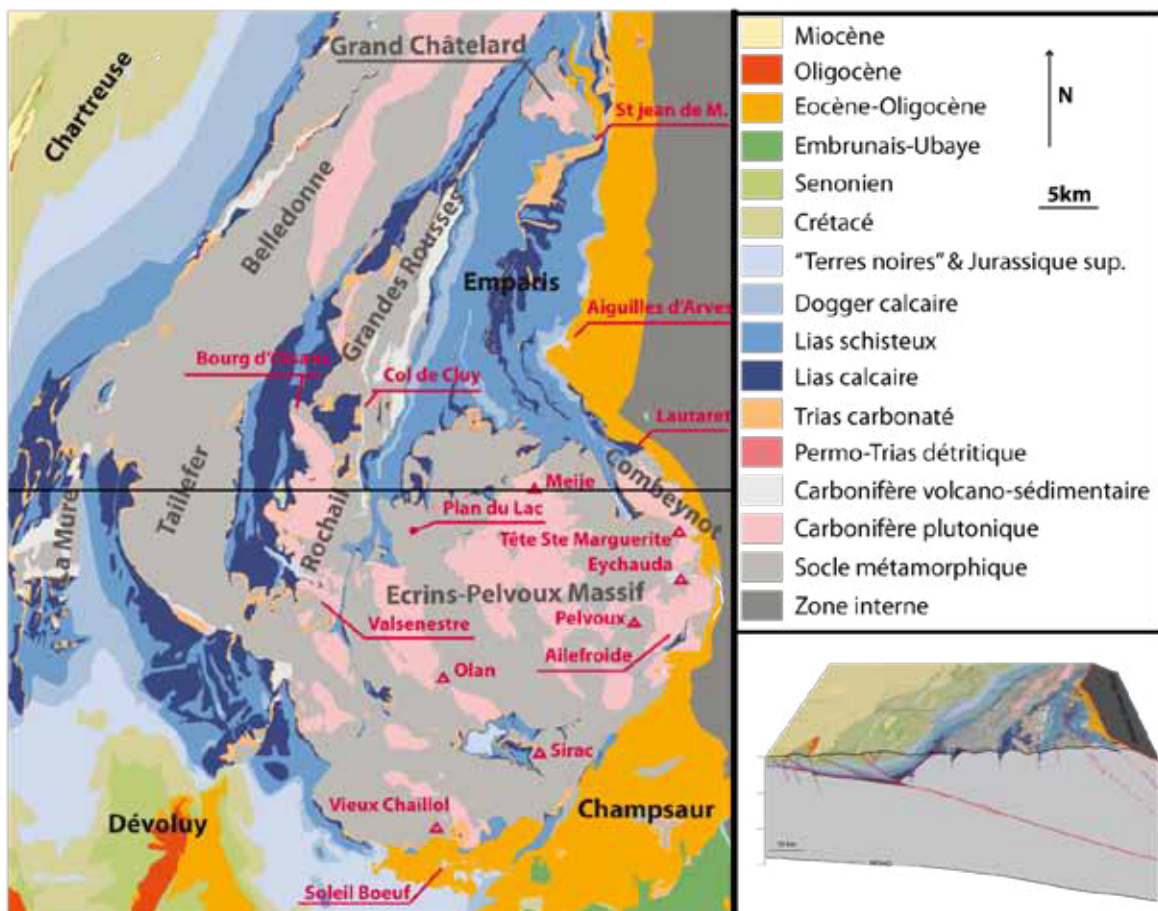 Grand Châtelard
Chartreuse
St jean de M.
Belledonne
Grandes Rousses
Emparis
Aiguilles d'Arves
Bourg d'Oisans
Col de Cluy
Lautaret
Combeynot
Meije
La Mure
Taillefer
Rochail
Plan du Lac
Tête Ste Marguerite
Eychauda
Ecrins-Pelvoux Massif
Pelvoux
Valsenestre
Ailefroide
Olan
Sirac
Vieux Chaillol
Champsaur
Dévoluy
Soleil Boeuf
Miocène
Oligocène
Eocène-Oligocène
Embrunais-Ubaye
Senonien
Crétacé
"Terres noires" & Jurassique sup.
Dogger calcaire
Lias schisteux
Lias calcaire
Trias carbonaté
Permo-Trias détritique
Carbonifère volcano-sédimentaire
Carbonifère plutonique
Socle métamorphique
Zone interne
N
5km
10 km
MOHO